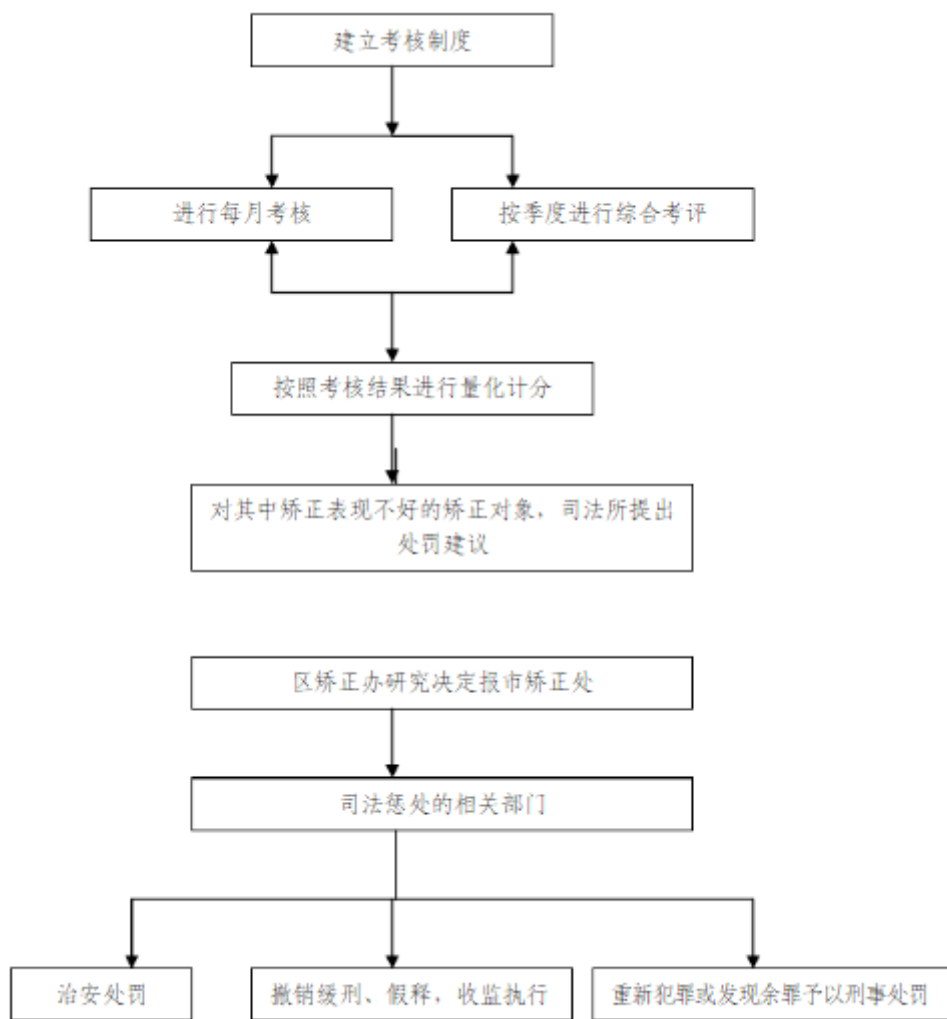 建立考核制度
进行每月考核
按季度进行综合考评
按照考核结果进行量化计分
对其中矫正表现不好的矫正对象，司法所提出
处罚建议
区矫正办研究决定报市矫正处
司法惩处的相关部门
治安处罚
撤销缓刑、假释，收监执行
重新犯罪或发现余罪予以刑事处罚